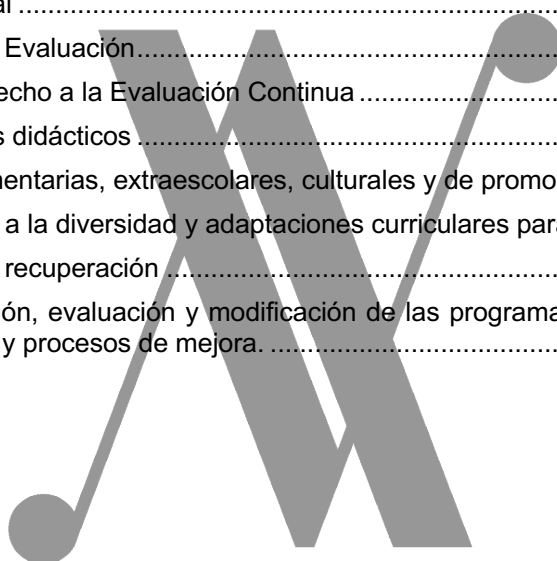 al ..........................................................................
Evaluación..........................................................
echo a la Evaluación Continua ...........................
s didácticos .........................................................
mentarias, extraescolares, culturales y de promo
a la diversidad y adaptaciones curriculares para
recuperación .....................................................
ón, evaluación y modificación de las programa
y procesos de mejora. .......................................